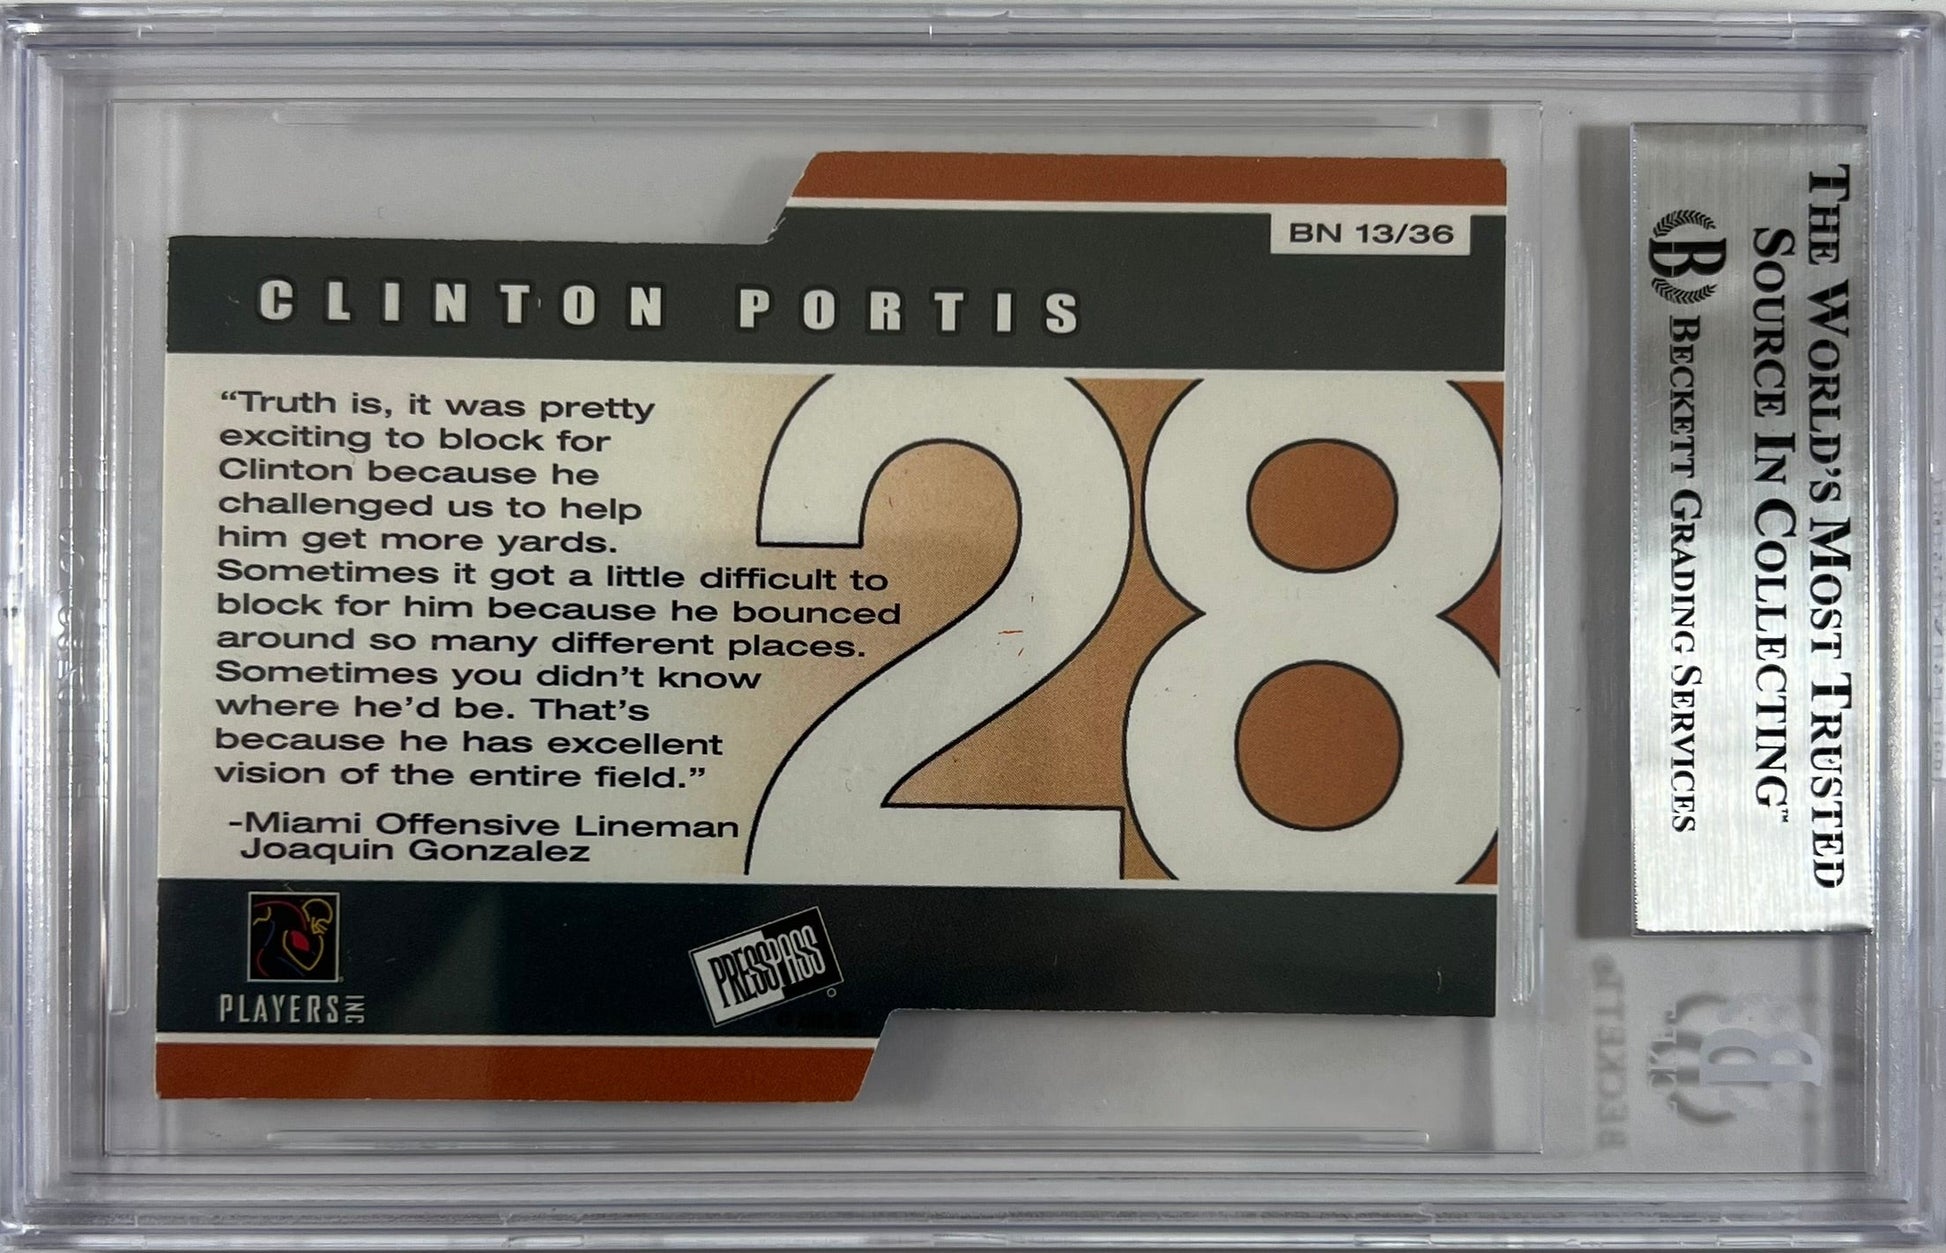 BN 13/36
CLINTON PORTIS
“Truth is, it was pretty
exciting to block for
Clinton because he
challenged us to help
him get more yards.
Sometimes it got a little difficult to
block for him because he bounced
around so many different places.
Sometimes you didn’t know
where he’d be. That’s
because he has excellent
vision of the entire field.”
-Miami Offensive Lineman
Joaquin Gonzalez
28
PLAYERS INC
PRESS PASS
THE WORLD'S MOST TRUSTED
SOURCE IN COLLECTING™
B BECKETT GRADING SERVICES
BECKETT®
B